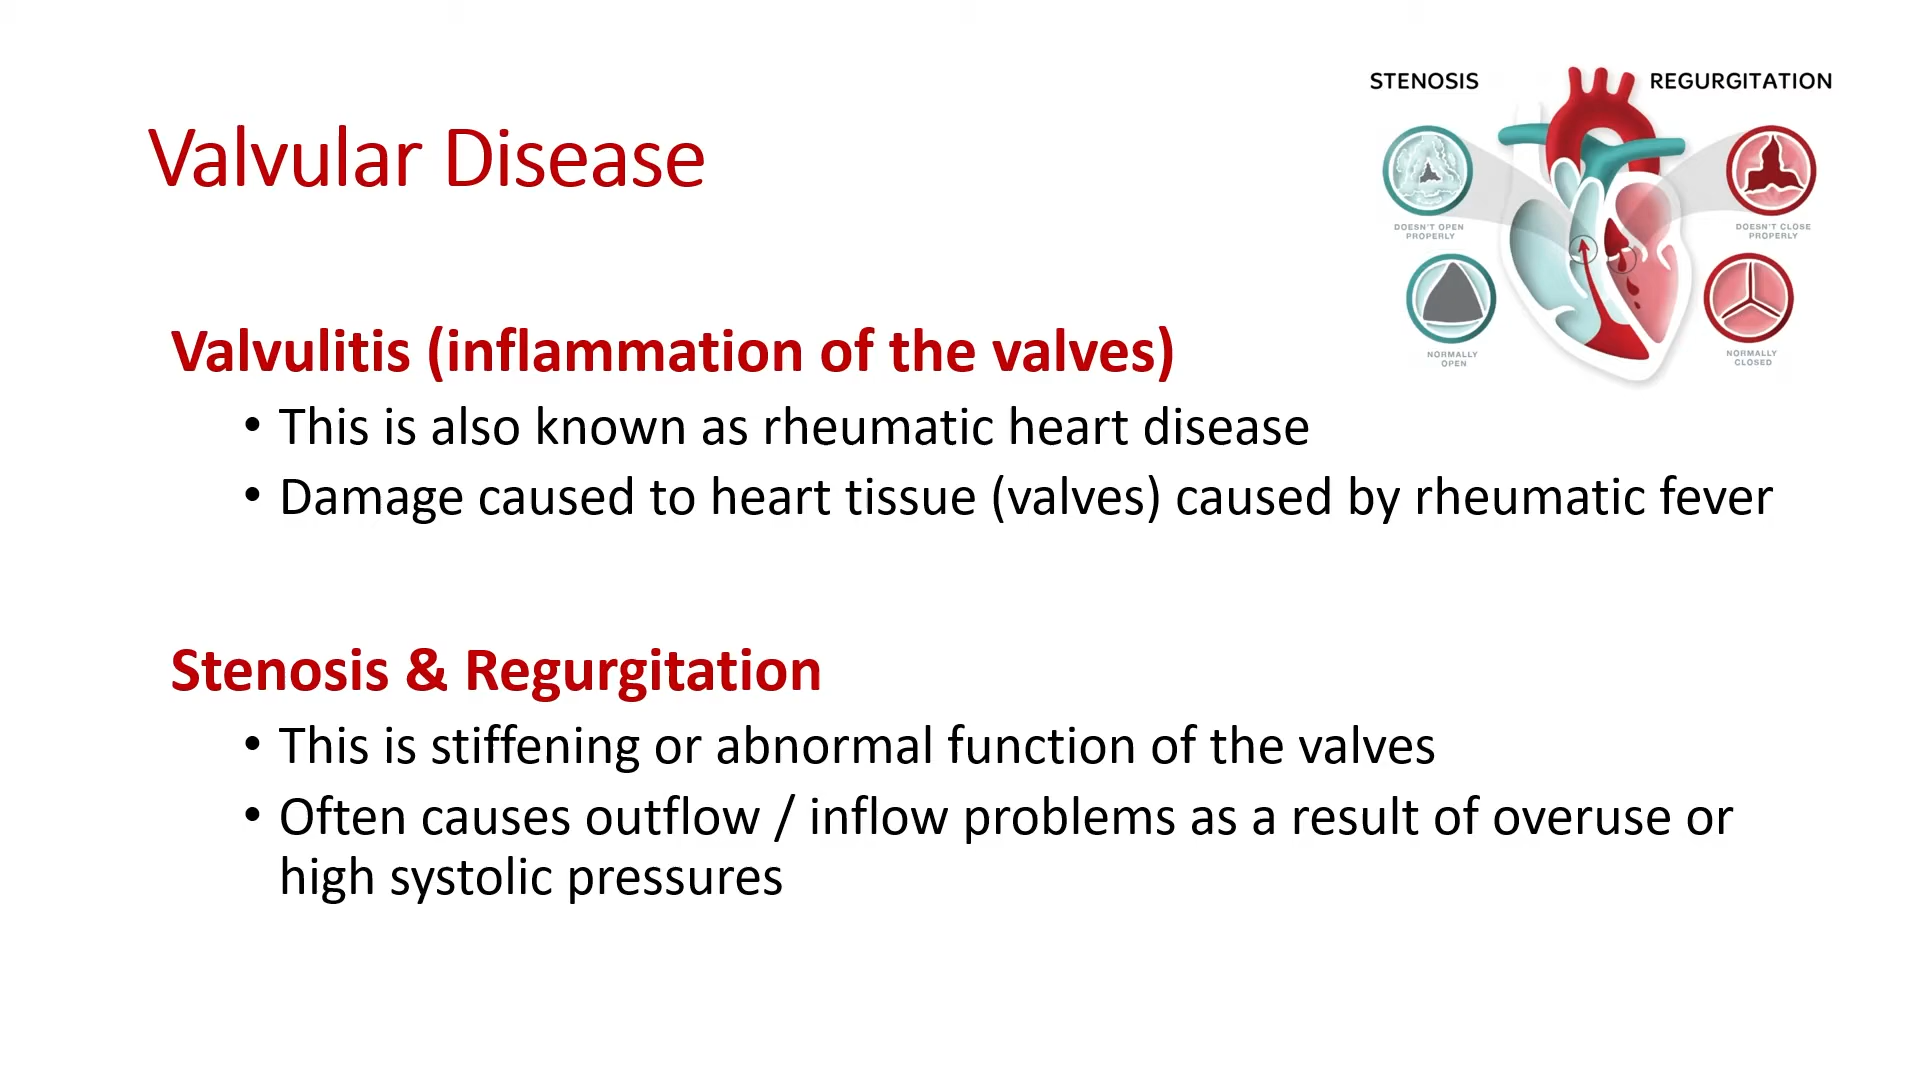 STENOSIS
REGURGITATION
Valvular Disease
DOESN'T OPEN
PROPERLY
DOESN'T CLOSE
PROPERLY
NORMALLY
OPEN
NORMALLY
CLOSED
Valvulitis (inflammation of the valves)
• This is also known as rheumatic heart disease
• Damage caused to heart tissue (valves) caused by rheumatic fever
Stenosis & Regurgitation
• This is stiffening or abnormal function of the valves
• Often causes outflow / inflow problems as a result of overuse or
high systolic pressures